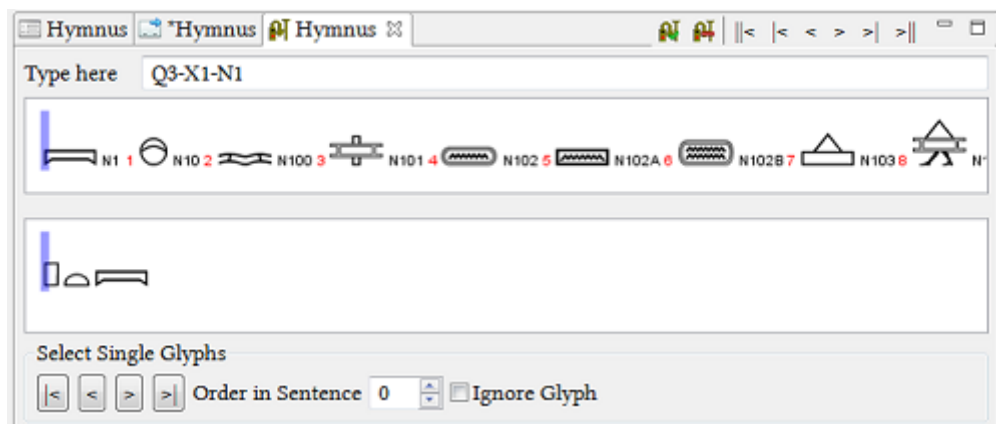 Hymnus *Hymnus Hymnus ||< |< < > >| >||
Type here Q3-X1-N1
N1 1 N10 2 N100 3 N101 4 N102 5 N102A 6 N102B 7 N103 8 N1
Select Single Glyphs
|< < > >| Order in Sentence 0 Ignore Glyph